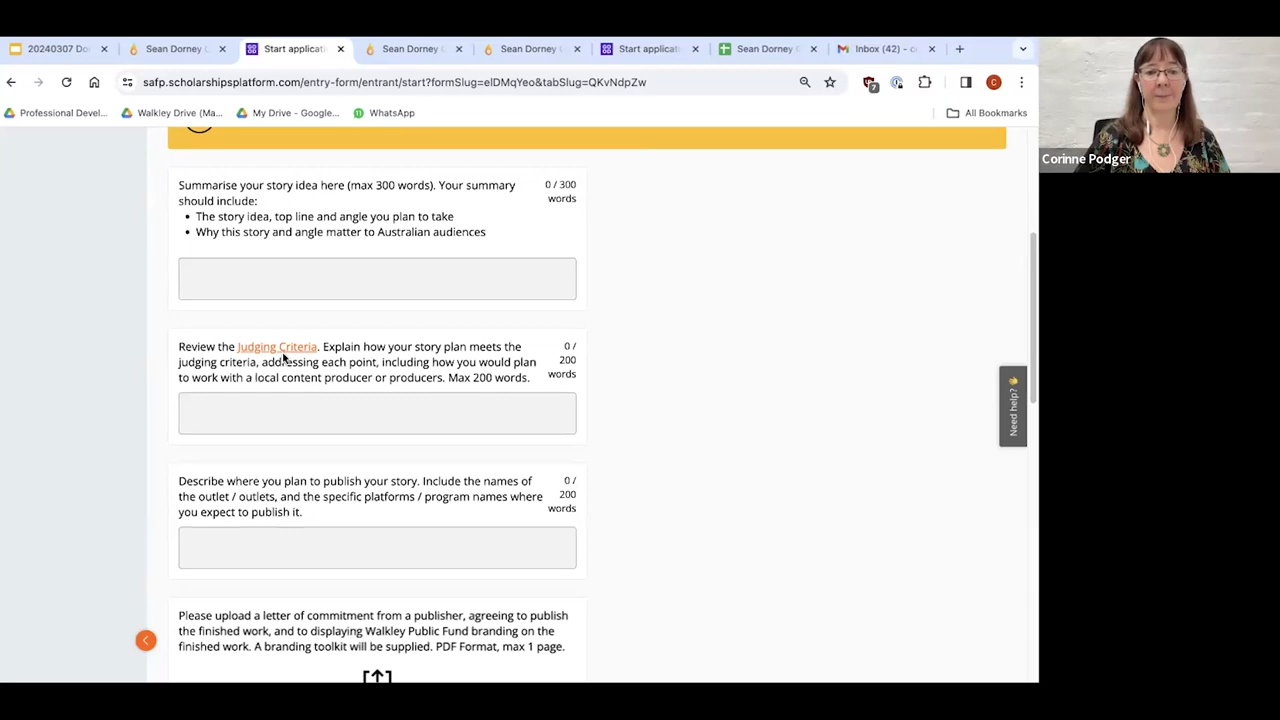 20240307 Do
Sean Dorney
Start applicati
Sean Dorney
Sean Dorney
Start applicati
Sean Dorney
Inbox (42) - c
safp.scholarshipsplatform.com/entry-form/entrant/start?formSlug=elDMqYeo&tabSlug=QKvNdpZw
7
C
Professional Devel...
Walkley Drive (Ma...
My Drive - Google...
WhatsApp
All Bookmarks
Corinne Podger
Summarise your story idea here (max 300 words). Your summary
should include:
0 / 300
words
• The story idea, top line and angle you plan to take
• Why this story and angle matter to Australian audiences
Review the Judging Criteria. Explain how your story plan meets the
judging criteria, addressing each point, including how you would plan
to work with a local content producer or producers. Max 200 words.
0 /
200
words
Need help?
Describe where you plan to publish your story. Include the names of
the outlet / outlets, and the specific platforms / program names where
you expect to publish it.
0 /
200
words
Please upload a letter of commitment from a publisher, agreeing to publish
the finished work, and to displaying Walkley Public Fund branding on the
finished work. A branding toolkit will be supplied. PDF Format, max 1 page.